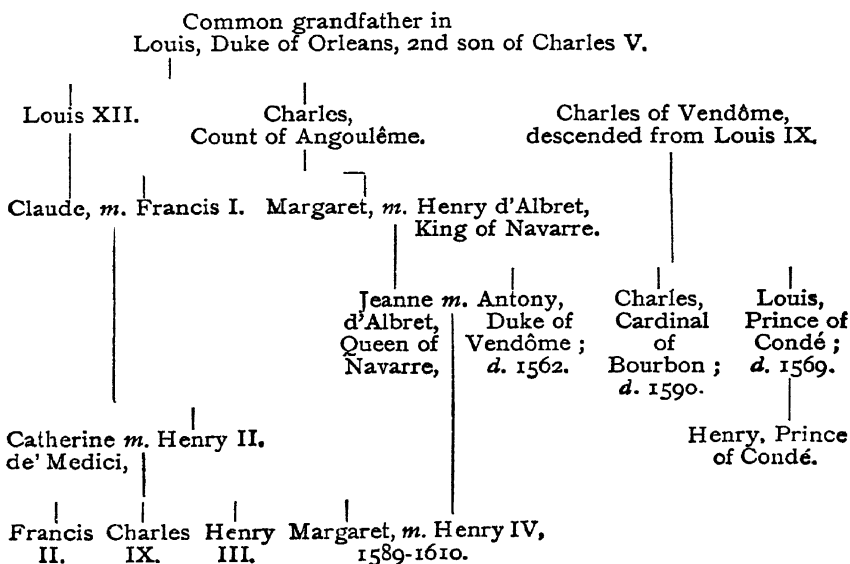 Common grandfather in
Louis, Duke of Orleans, 2nd son of Charles V.
Louis XII.
Charles,
Count of Angoulême.
Charles of Vendôme,
descended from Louis IX.
Claude, m. Francis I.
Margaret, m. Henry d'Albret,
King of Navarre.
Jeanne m. Antony,
d'Albret,
Queen of
Navarre,
Duke of
Vendôme ;
d. 1562.
Charles,
Cardinal
of
Bourbon ;
d. 1590.
Louis,
Prince of
Condé ;
d. 1569.
Henry, Prince
of Condé.
Catherine m. Henry II.
de' Medici,
Francis
II.
Charles
IX.
Henry
III.
Margaret, m. Henry IV,
1589-1610.